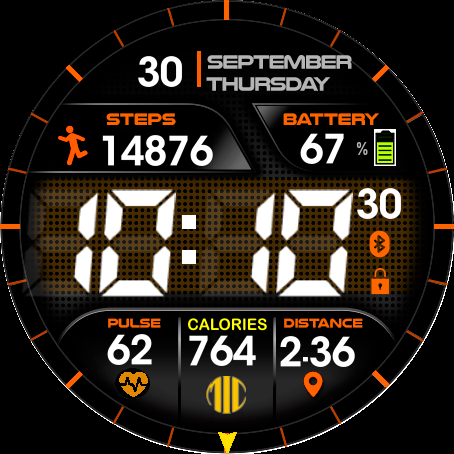 30 SEPTEMBER
THURSDAY
STEPS
14876
BATTERY
67 %
10:10 30
PULSE
62
CALORIES
764
DISTANCE
2.36